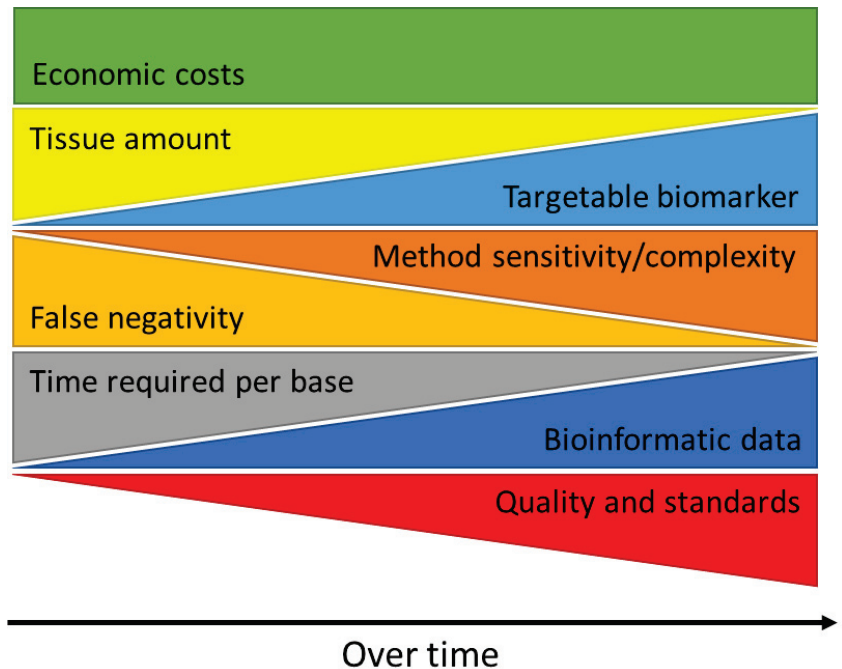 Economic costs
Tissue amount
Targetable biomarker
Method sensitivity/complexity
False negativity
Time required per base
Bioinformatic data
Quality and standards
Over time